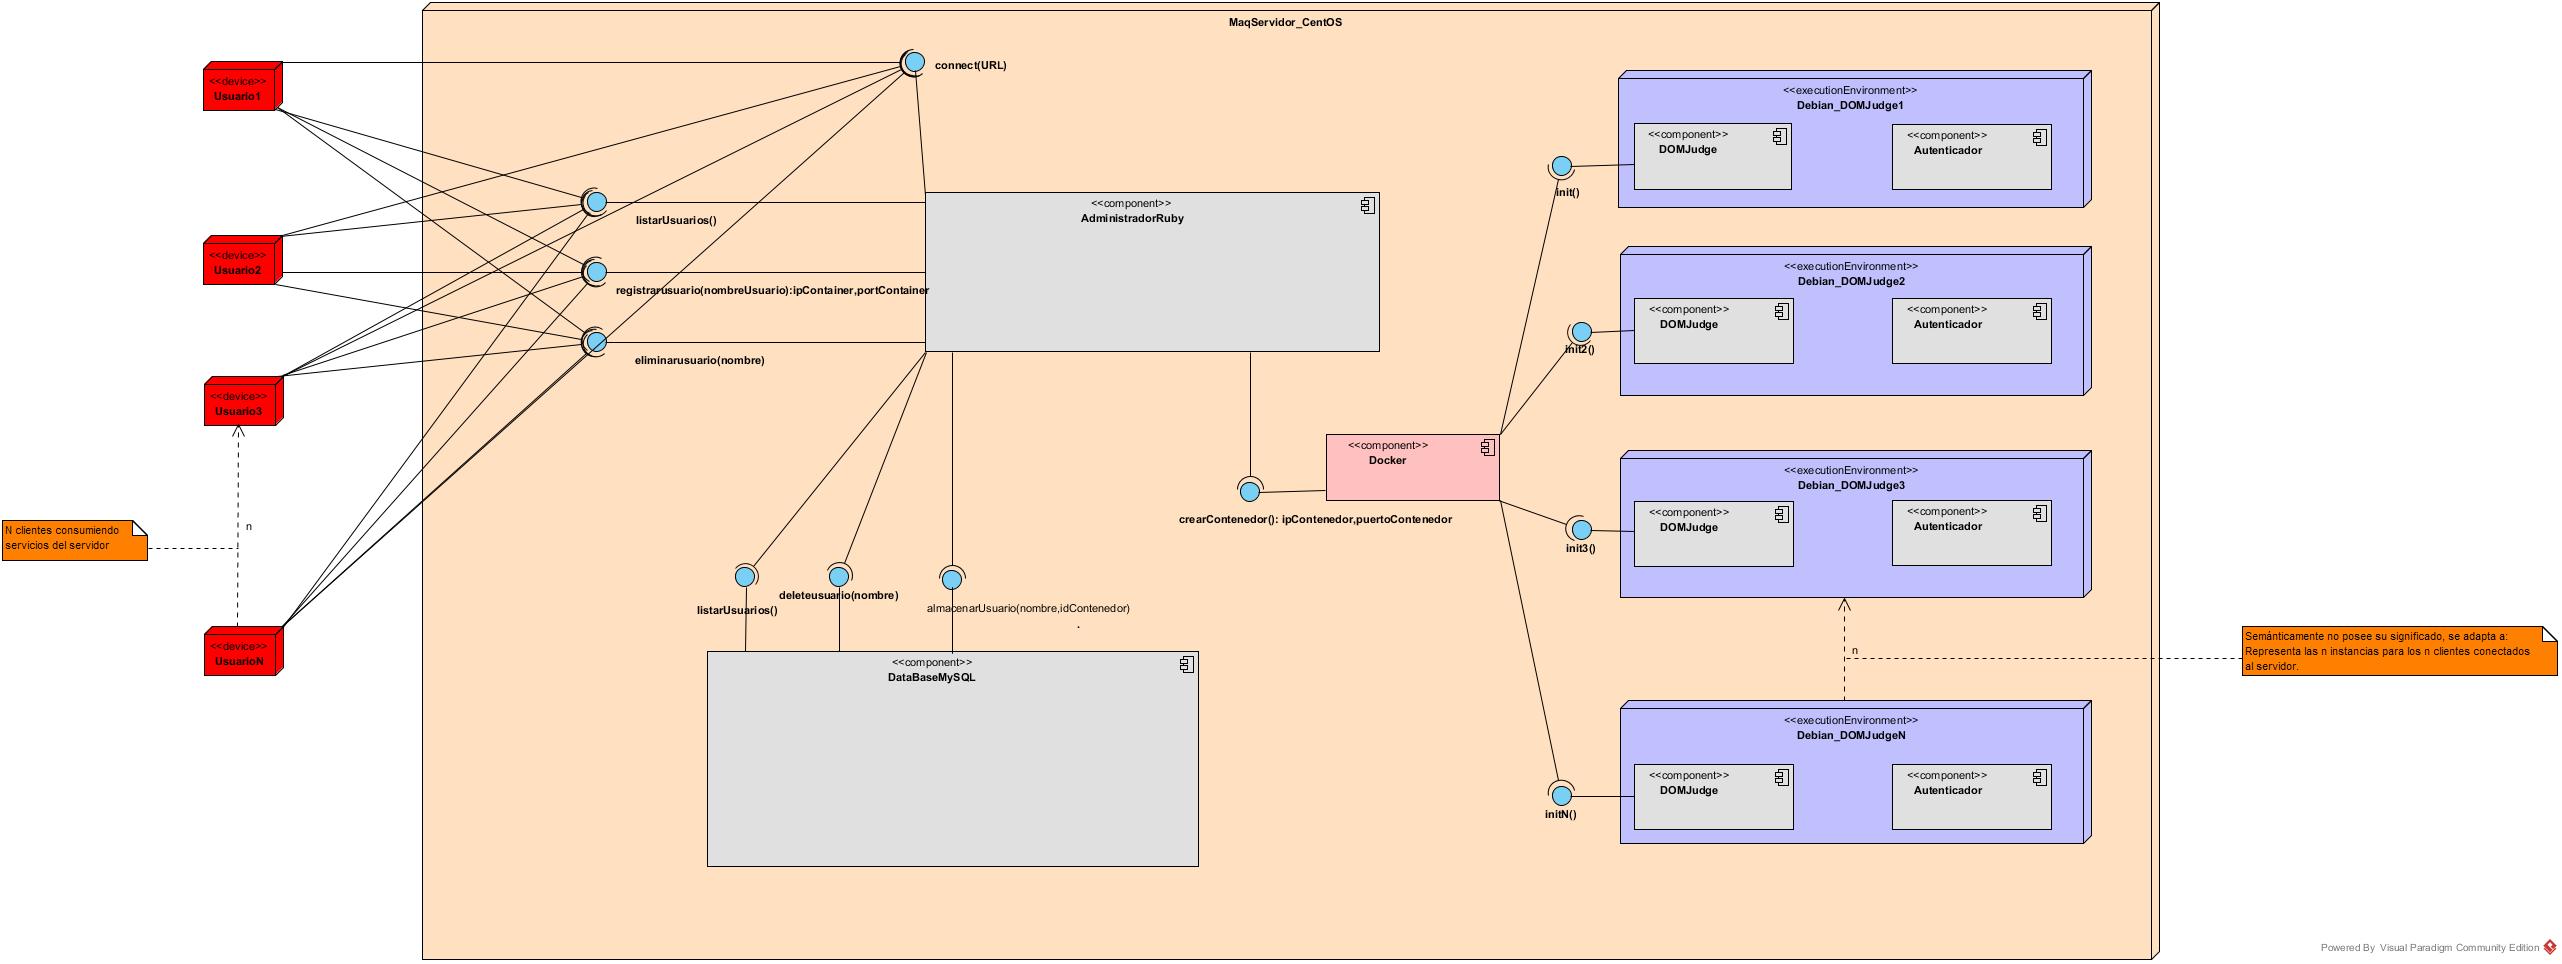 MaqServidor_CentOS
<<device>>
Usuario1
<<device>>
Usuario2
<<device>>
Usuario3
<<device>>
UsuarioN
n
N clientes consumiendo
servicios del servidor
connect(URL)
listarUsuarios()
registrarusuario(nombreUsuario):ipContainer,portContainer
eliminarusuario(nombre)
<<component>>
AdministradorRuby
<<component>>
Docker
crearContenedor(): ipContenedor,puertoContenedor
listarUsuarios()
deleteusuario(nombre)
almacenarUsuario(nombre,idContenedor)
.
<<component>>
DataBaseMySQL
init()
init2()
init3()
initN()
<<executionEnvironment>>
Debian_DOMJudge1
<<component>>
DOMJudge
<<component>>
Autenticador
<<executionEnvironment>>
Debian_DOMJudge2
<<component>>
DOMJudge
<<component>>
Autenticador
<<executionEnvironment>>
Debian_DOMJudge3
<<component>>
DOMJudge
<<component>>
Autenticador
n
<<executionEnvironment>>
Debian_DOMJudgeN
<<component>>
DOMJudge
<<component>>
Autenticador
Semánticamente no posee su significado, se adapta a:
Representa las n instancias para los n clientes conectados
al servidor.
Powered By Visual Paradigm Community Edition